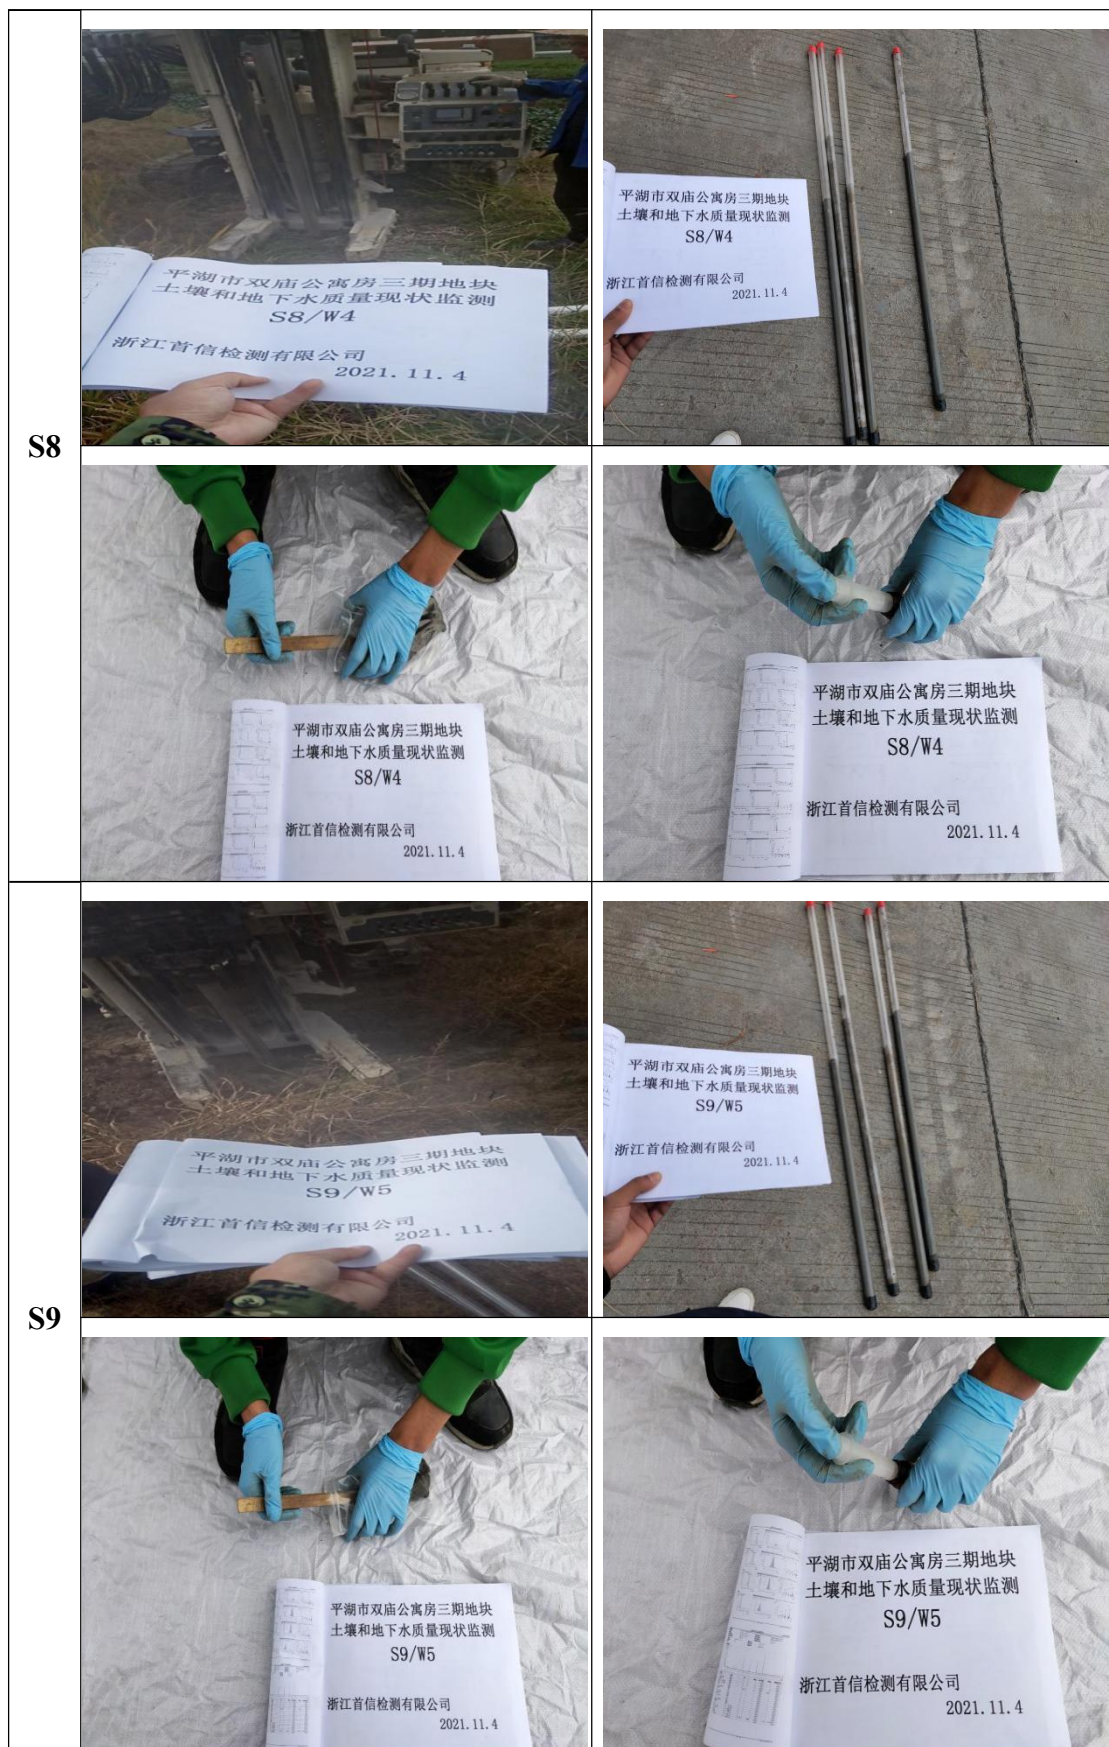 S8
平湖市双庙公寓房三期地块
土壤和地下水质量现状监测
S8/W4
浙江首信检测有限公司
2021.11.4
平湖市双庙公寓房三期地块
土壤和地下水质量现状监测
S8/W4
浙江首信检测有限公司
2021.11.4
平湖市双庙公寓房三期地块
土壤和地下水质量现状监测
S8/W4
浙江首信检测有限公司
2021.11.4
平湖市双庙公寓房三期地块
土壤和地下水质量现状监测
S8/W4
浙江首信检测有限公司
2021.11.4
S9
平湖市双庙公寓房三期地块
土壤和地下水质量现状监测
S9/W5
浙江首信检测有限公司
2021.11.4
平湖市双庙公寓房三期地块
土壤和地下水质量现状监测
S9/W5
浙江首信检测有限公司
2021.11.4
平湖市双庙公寓房三期地块
土壤和地下水质量现状监测
S9/W5
浙江首信检测有限公司
2021.11.4
平湖市双庙公寓房三期地块
土壤和地下水质量现状监测
S9/W5
浙江首信检测有限公司
2021.11.4